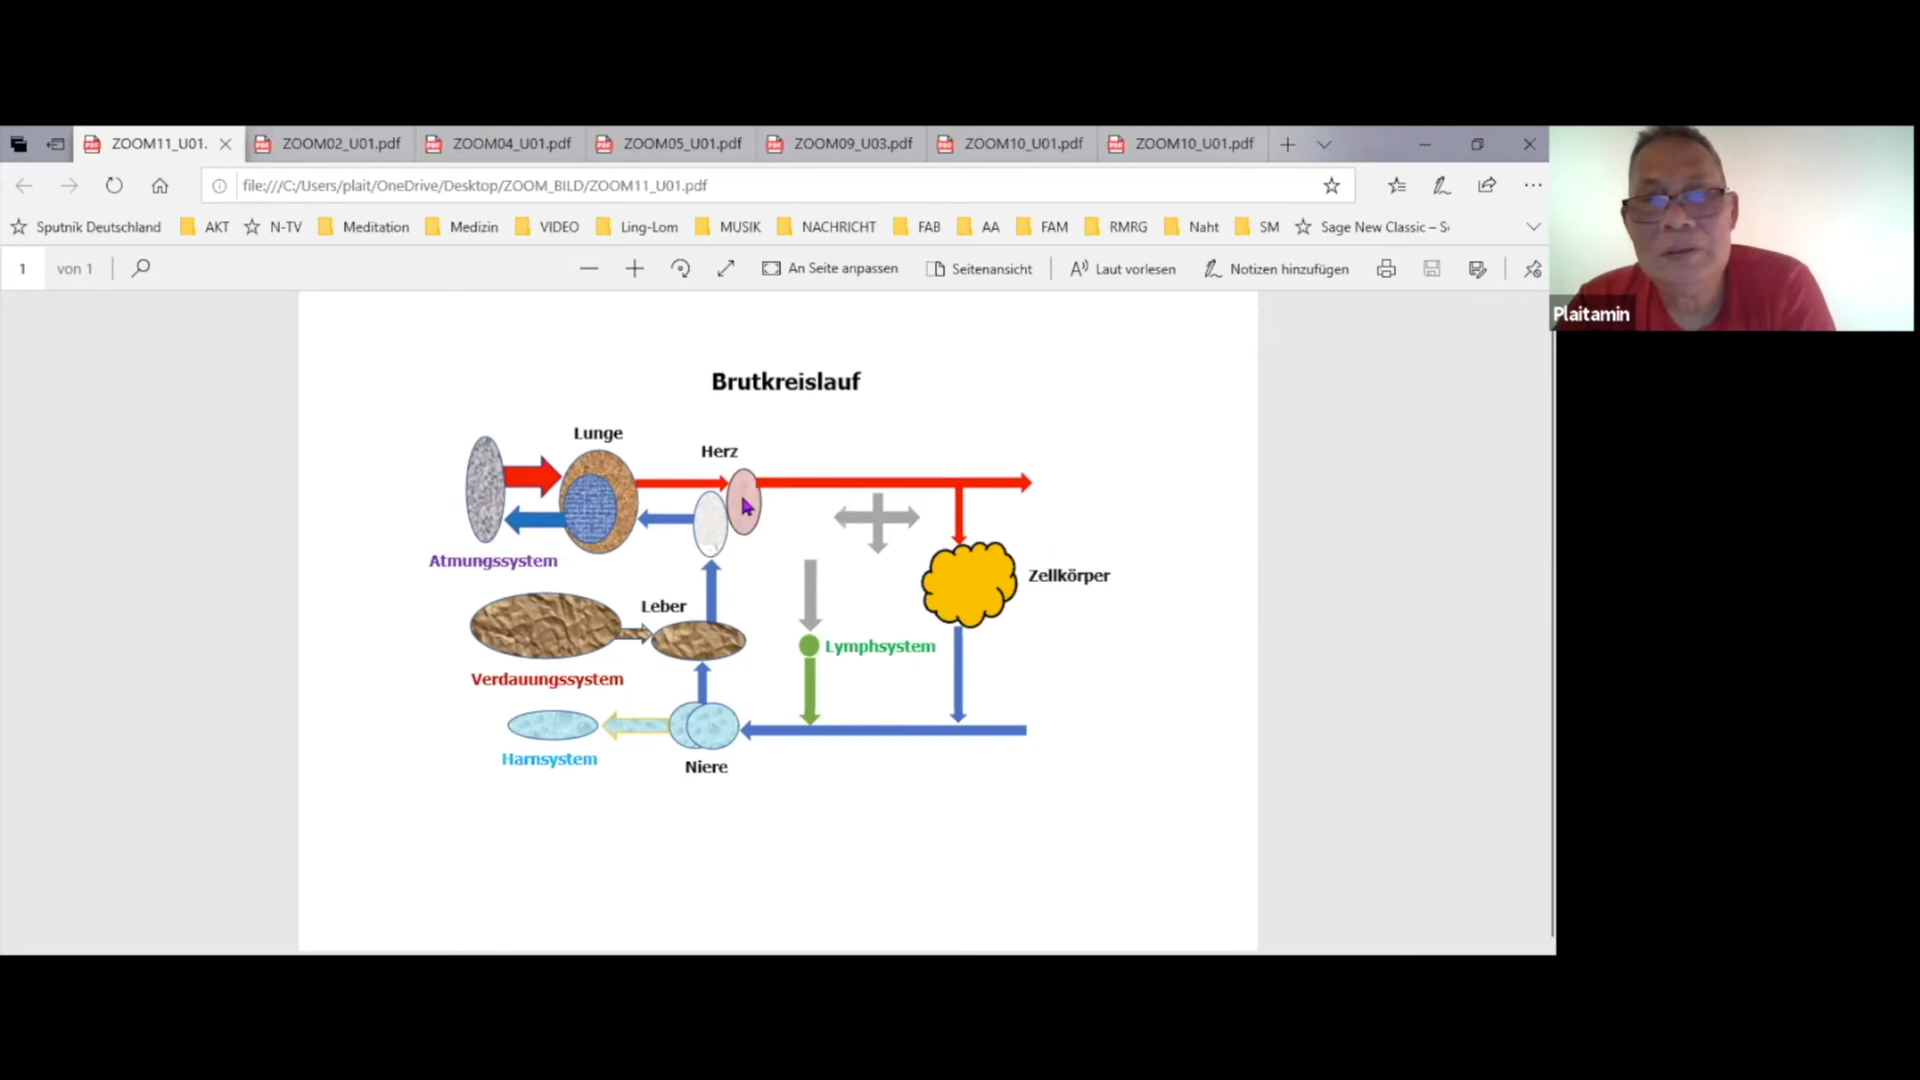 ZOOM11_U01. ZOOM02_U01.pdf ZOOM04_U01.pdf ZOOM05_U01.pdf ZOOM09_U03.pdf ZOOM10_U01.pdf ZOOM10_U01.pdf
file:///C:/Users/plait/OneDrive/Desktop/ZOOM_BILD/ZOOM11_U01.pdf
Sputnik Deutschland AKT N-TV Meditation Medizin VIDEO Ling-Lom MUSIK NACHRICHT FAB AA FAM RMRG Naht SM Sage New Classic – S
1 von 1 An Seite anpassen Seitenansicht Laut vorlesen Notizen hinzufügen
Plaitamin
Brutkreislauf
Lunge
Herz
Atmungssystem
Zellkörper
Leber
Lymphsystem
Verdauungssystem
Harnsystem
Niere